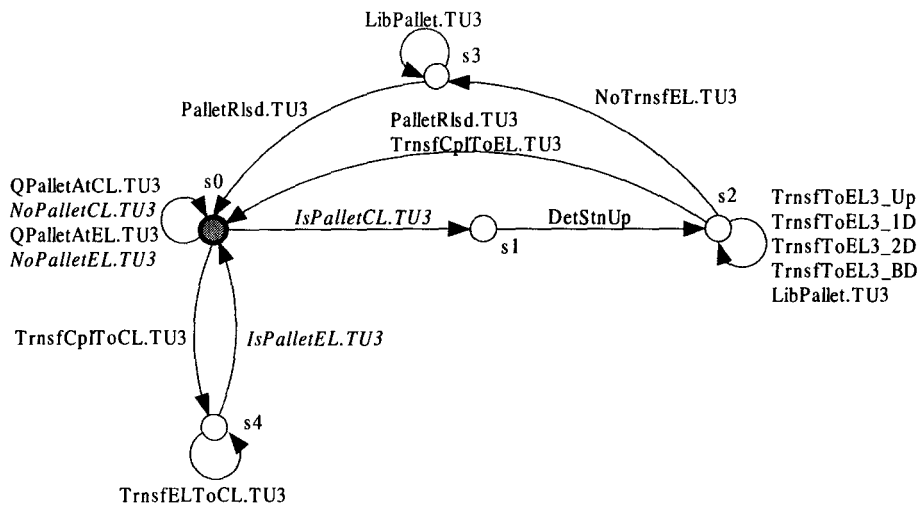 LibPallet.TU3
s3
PalletRlsd.TU3
NoTrnsfEL.TU3
PalletRlsd.TU3
TrnsfCplToEL.TU3
QPalletAtCL.TU3
NoPalletCL.TU3
QPalletAtEL.TU3
NoPalletEL.TU3
s0
IsPalletCL.TU3
s1
DetStnUp
s2
TrnsfToEL3_Up
TrnsfToEL3_1D
TrnsfToEL3_2D
TrnsfToEL3_BD
LibPallet.TU3
TrnsfCplToCL.TU3
IsPalletEL.TU3
s4
TrnsfELToCL.TU3